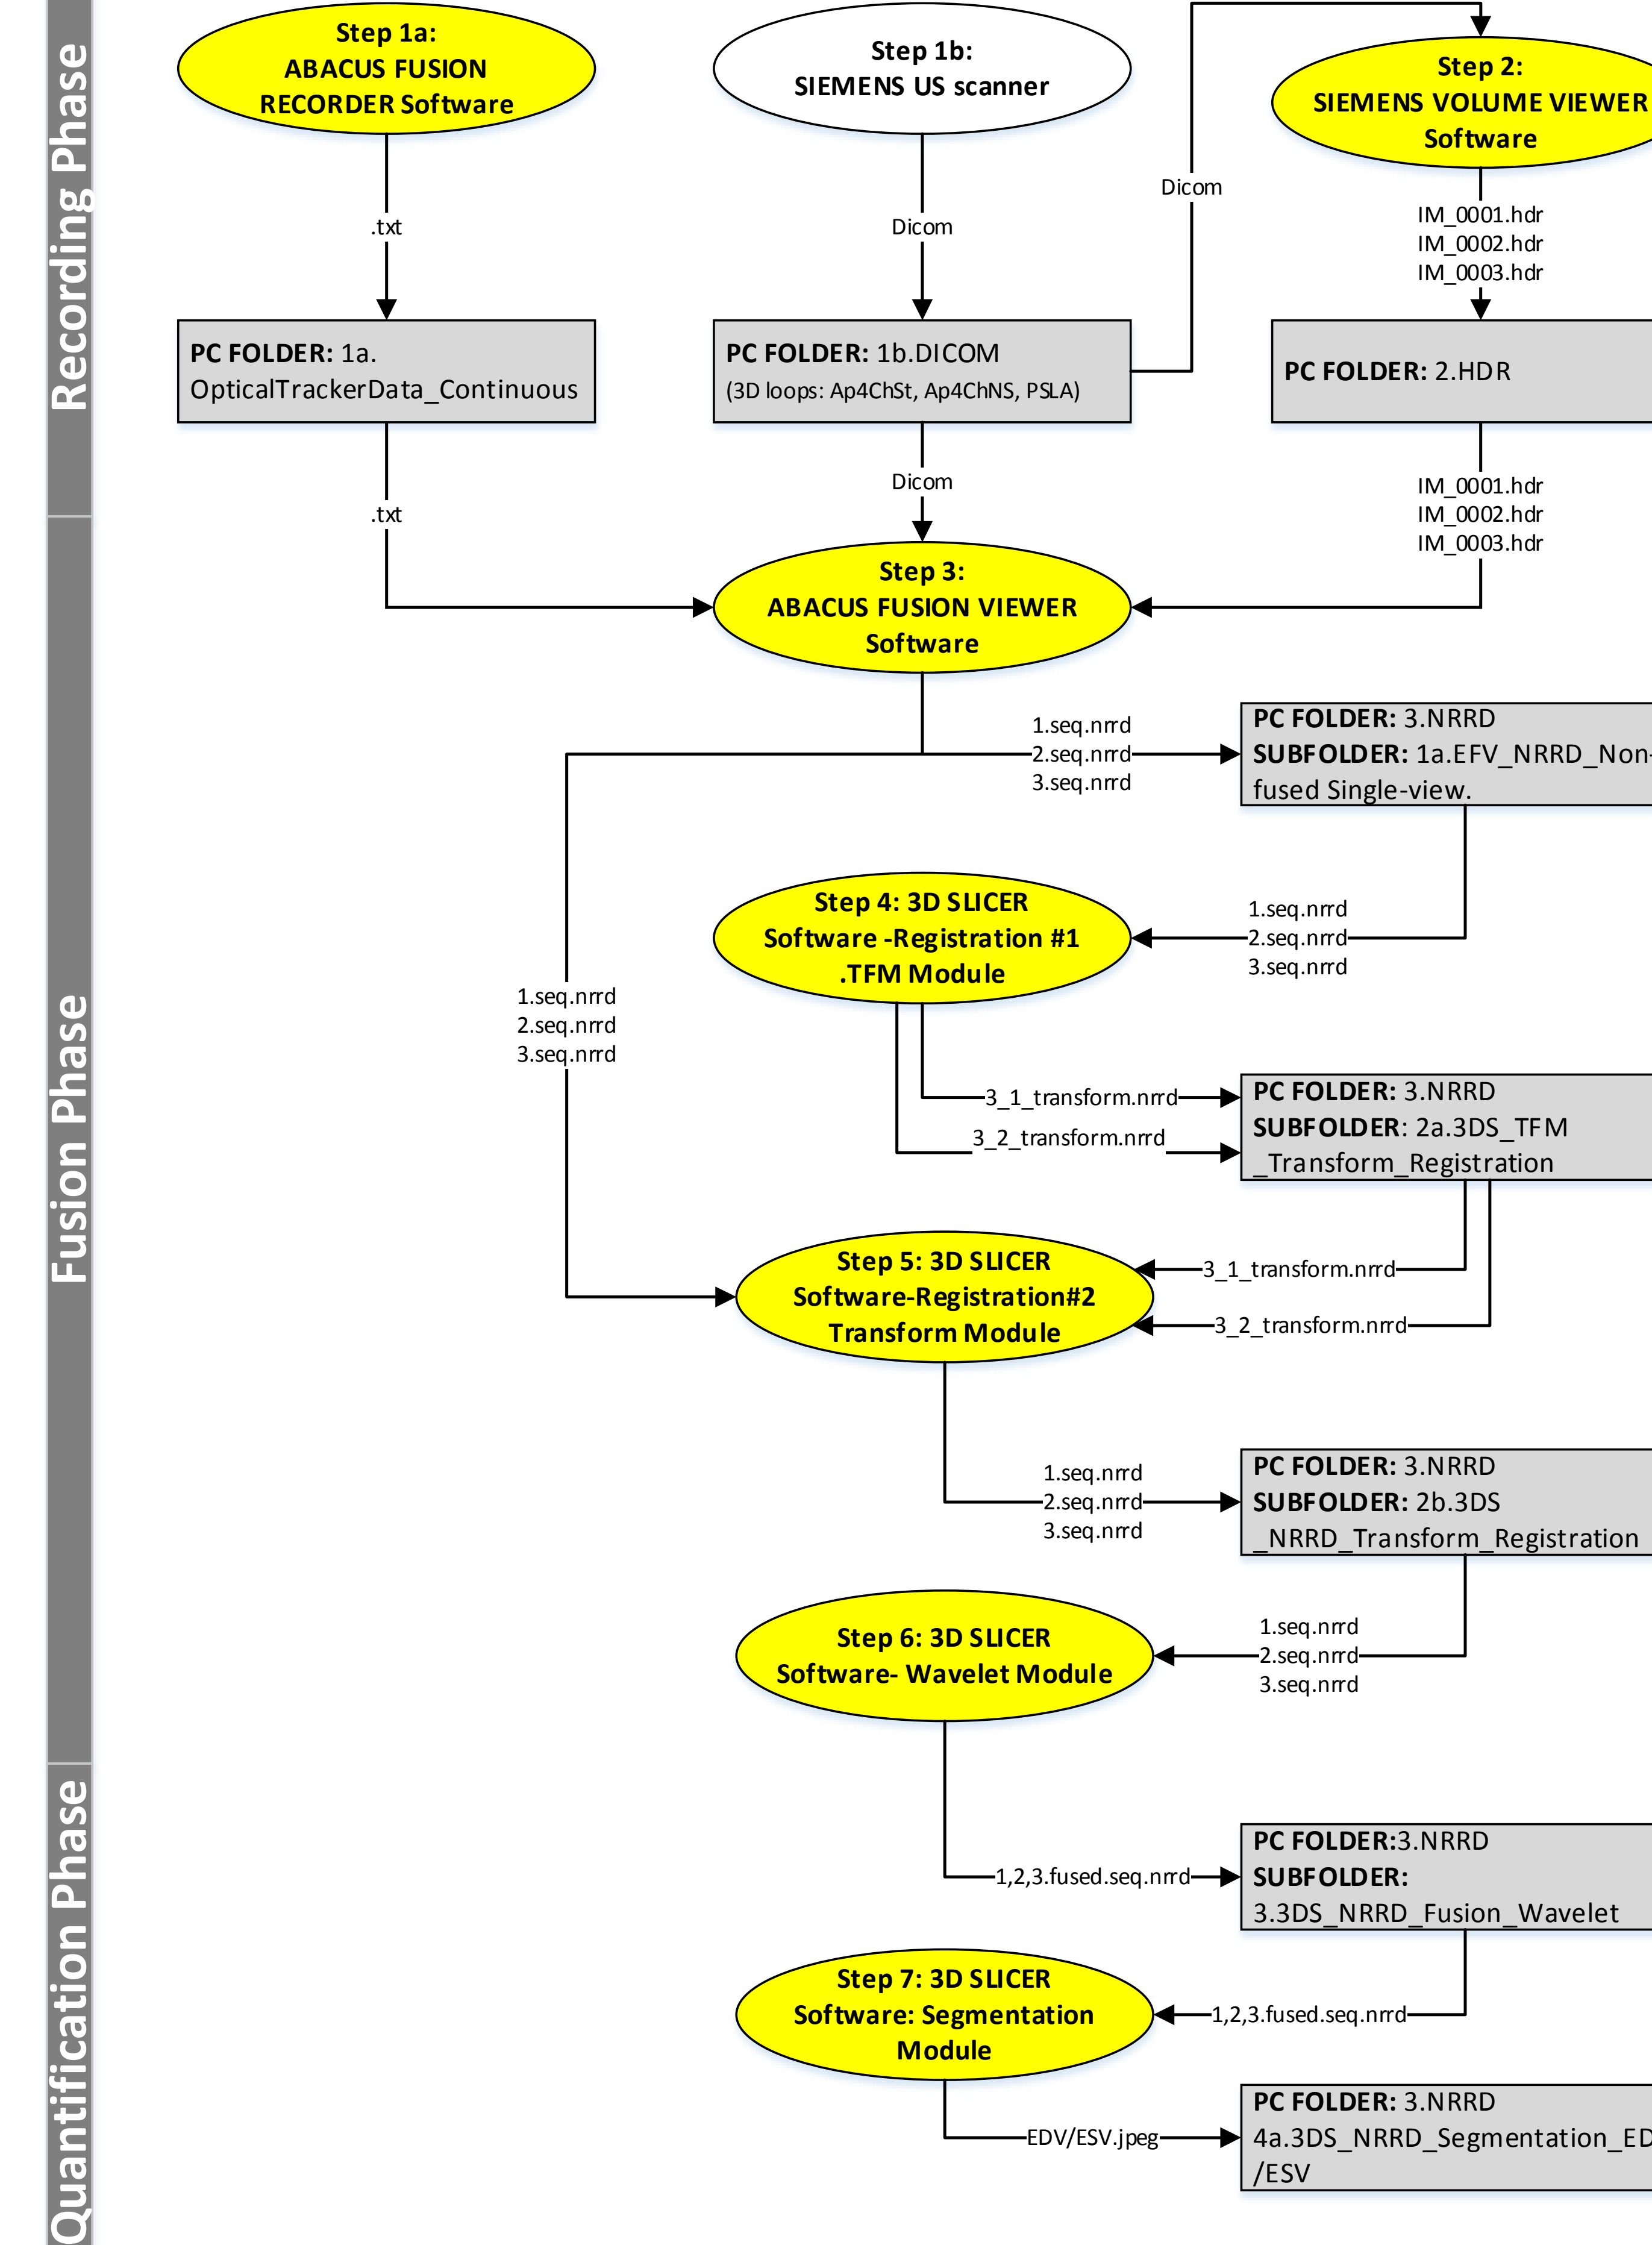 Recording Phase
Step 1a:
ABACUS FUSION
RECORDER Software
Step 1b:
SIEMENS US scanner
Step 2:
SIEMENS VOLUME VIEWER
Software
Dicom
.txt
Dicom
IM_0001.hdr
IM_0002.hdr
IM_0003.hdr
PC FOLDER: 1a.
OpticalTrackerData_Continuous
PC FOLDER: 1b.DICOM
(3D loops: Ap4ChSt, Ap4ChNS, PSLA)
PC FOLDER: 2.HDR
.txt
Dicom
IM_0001.hdr
IM_0002.hdr
IM_0003.hdr
Fusion Phase
Step 3:
ABACUS FUSION VIEWER
Software
1.seq.nrrd
2.seq.nrrd
3.seq.nrrd
PC FOLDER: 3.NRRD
SUBFOLDER: 1a.EFV_NRRD_Non-
fused Single-view.
Step 4: 3D SLICER
Software -Registration #1
.TFM Module
1.seq.nrrd
2.seq.nrrd
3.seq.nrrd
1.seq.nrrd
2.seq.nrrd
3.seq.nrrd
3_1_transform.nrrd
3_2_transform.nrrd
PC FOLDER: 3.NRRD
SUBFOLDER: 2a.3DS_TFM
_Transform_Registration
Step 5: 3D SLICER
Software-Registration#2
Transform Module
3_1_transform.nrrd
3_2_transform.nrrd
1.seq.nrrd
2.seq.nrrd
3.seq.nrrd
PC FOLDER: 3.NRRD
SUBFOLDER: 2b.3DS
_NRRD_Transform_Registration
Step 6: 3D SLICER
Software- Wavelet Module
1.seq.nrrd
2.seq.nrrd
3.seq.nrrd
Quantification Phase
1,2,3.fused.seq.nrrd
PC FOLDER:3.NRRD
SUBFOLDER:
3.3DS_NRRD_Fusion_Wavelet
Step 7: 3D SLICER
Software: Segmentation
Module
1,2,3.fused.seq.nrrd
EDV/ESV.jpeg
PC FOLDER: 3.NRRD
4a.3DS_NRRD_Segmentation_ED
/ESV